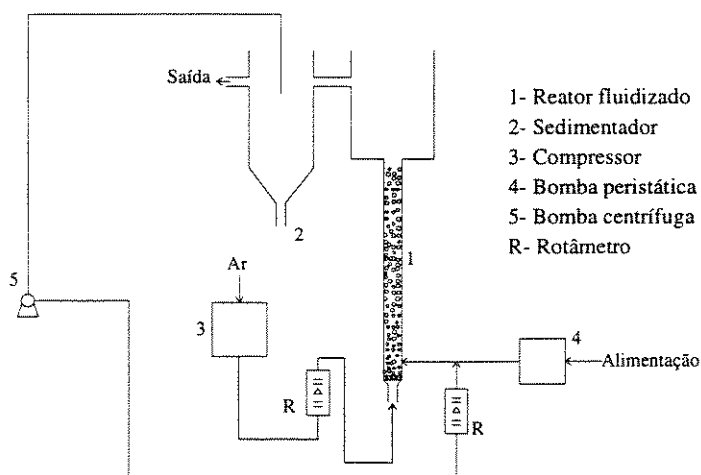 Saída
1- Reator fluidizado
2- Sedimentador
3- Compressor
4- Bomba peristática
5- Bomba centrífuga
R- Rotâmetro
2
1
Ar
5
3
4
Alimentação
R
R